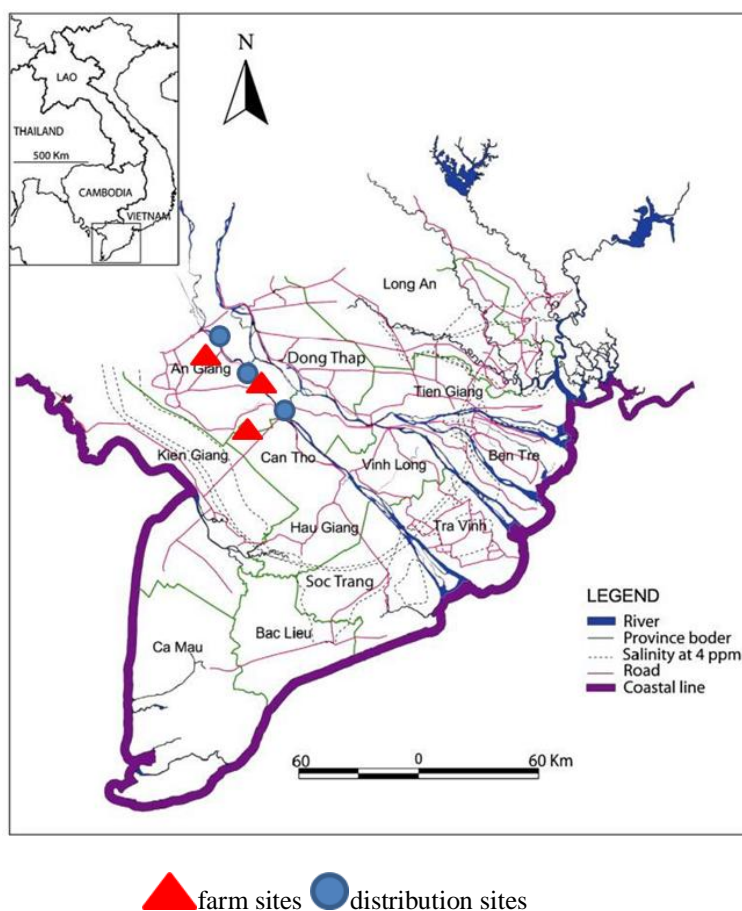 LAO
N
THAILAND
500 Km
CAMBODIA
VIETNAM
Long An
An Giang
Dong Thap
Tien Giang
Kien Giang
Can Tho
Vinh Long
Ben Tre
Hau Giang
Tra Vinh
Soc Trang
Ca Mau
Bac Lieu
LEGEND
River
Province boder
Salinity at 4 ppm
Road
Coastal line
60 0 60 Km
farm sites distribution sites